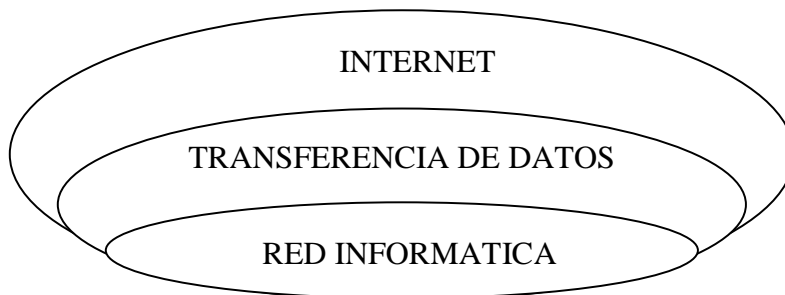 INTERNET
TRANSFERENCIA DE DATOS
RED INFORMATICA